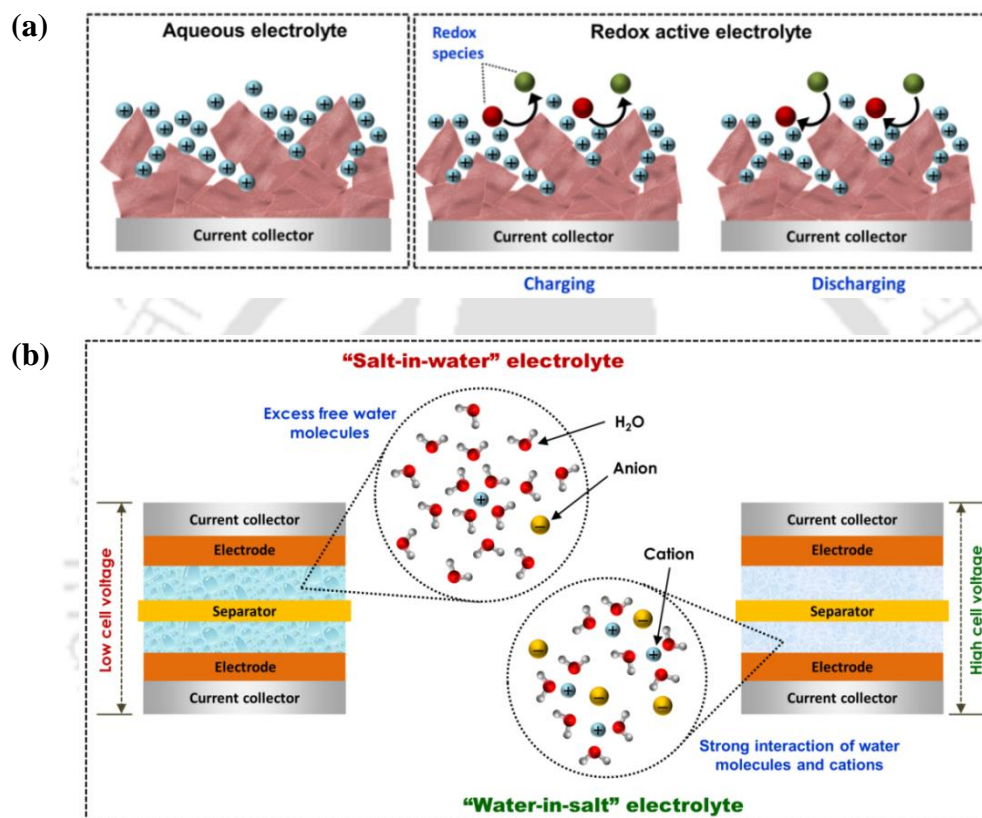 (a)
Aqueous electrolyte
Redox active electrolyte
Redox
species
Current collector
Current collector
Current collector
Charging
Discharging
(b)
“Salt-in-water” electrolyte
Excess free water
molecules
H₂O
Anion
Cation
Low cell voltage
Current collector
Electrode
Separator
Electrode
Current collector
Current collector
Electrode
Separator
Electrode
Current collector
High cell voltage
Strong interaction of water
molecules and cations
“Water-in-salt” electrolyte